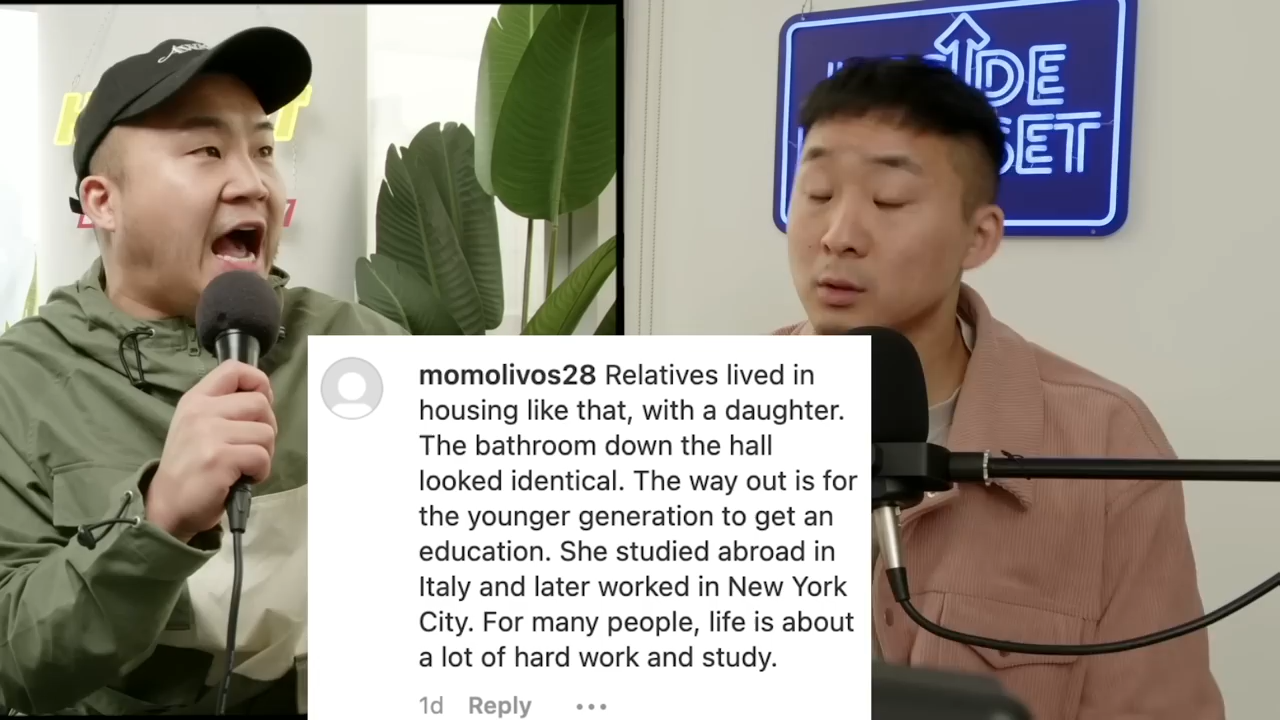 momolivos28 Relatives lived in
housing like that, with a daughter.
The bathroom down the hall
looked identical. The way out is for
the younger generation to get an
education. She studied abroad in
Italy and later worked in New York
City. For many people, life is about
a lot of hard work and study.
1d Reply •••